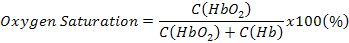 Oxygen Saturation = C(HbO₂) / (C(HbO₂) + C(Hb)) x100(%)